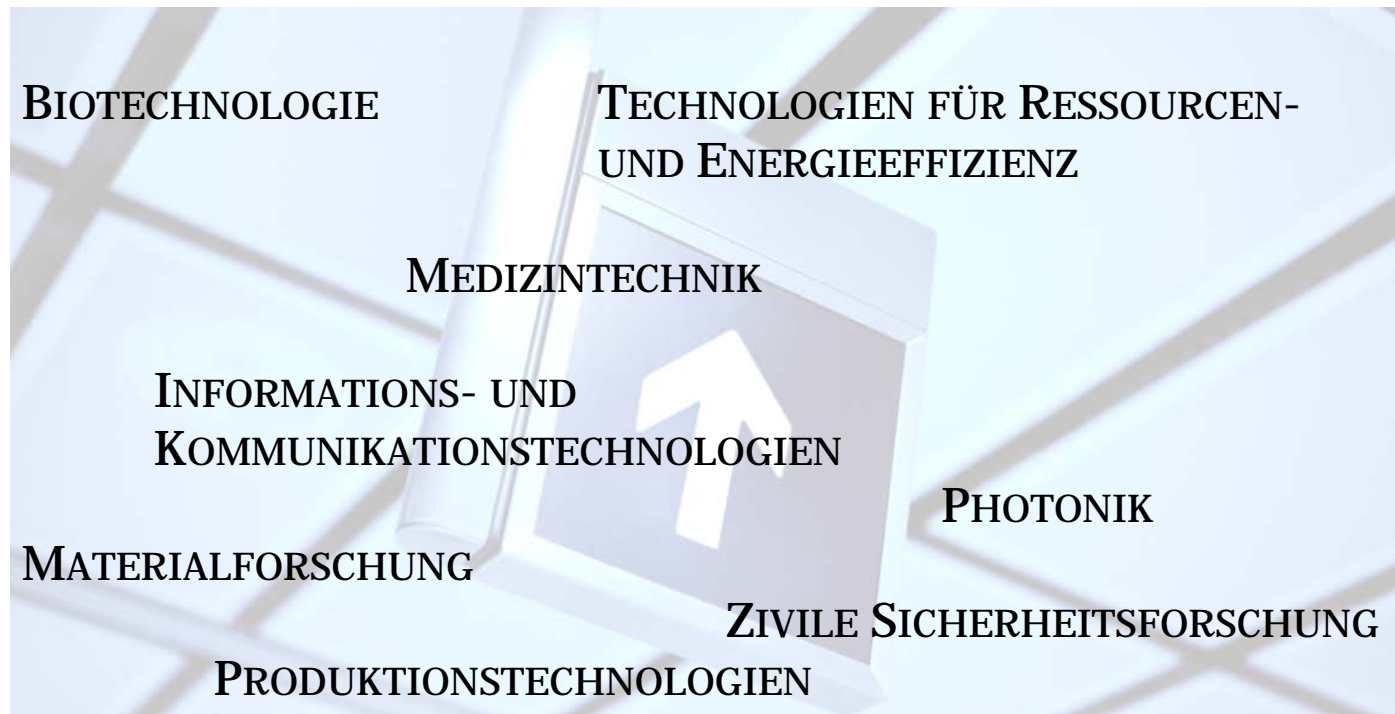 BIOTECHNOLOGIE
TECHNOLOGIEN FÜR RESSOURCEN-
UND ENERGIEEFFIZIENZ
MEDIZINTECHNIK
INFORMATIONS- UND
KOMMUNIKATIONSTECHNOLOGIEN
PHOTONIK
MATERIALFORSCHUNG
ZIVILE SICHERHEITSFORSCHUNG
PRODUKTIONSTECHNOLOGIEN